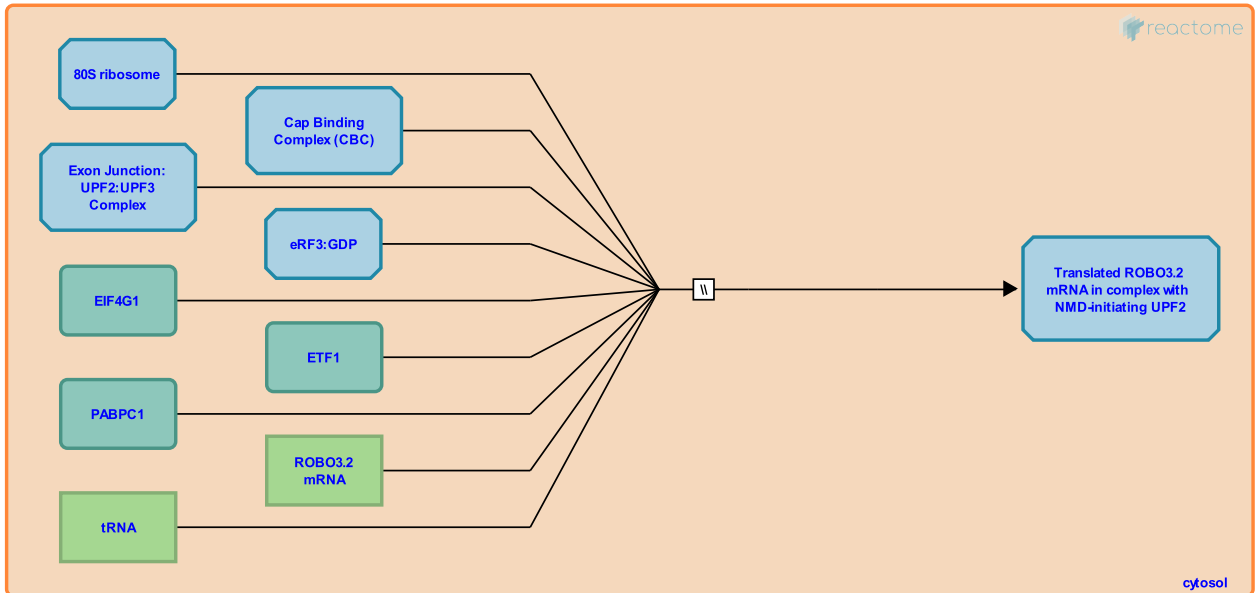 reactome
80S ribosome
Cap Binding
Complex (CBC)
Exon Junction:
UPF2:UPF3
Complex
eRF3:GDP
EIF4G1
ETF1
PABPC1
ROBO3.2
mRNA
tRNA
\\
Translated ROBO3.2
mRNA in complex with
NMD-initiating UPF2
cytosol